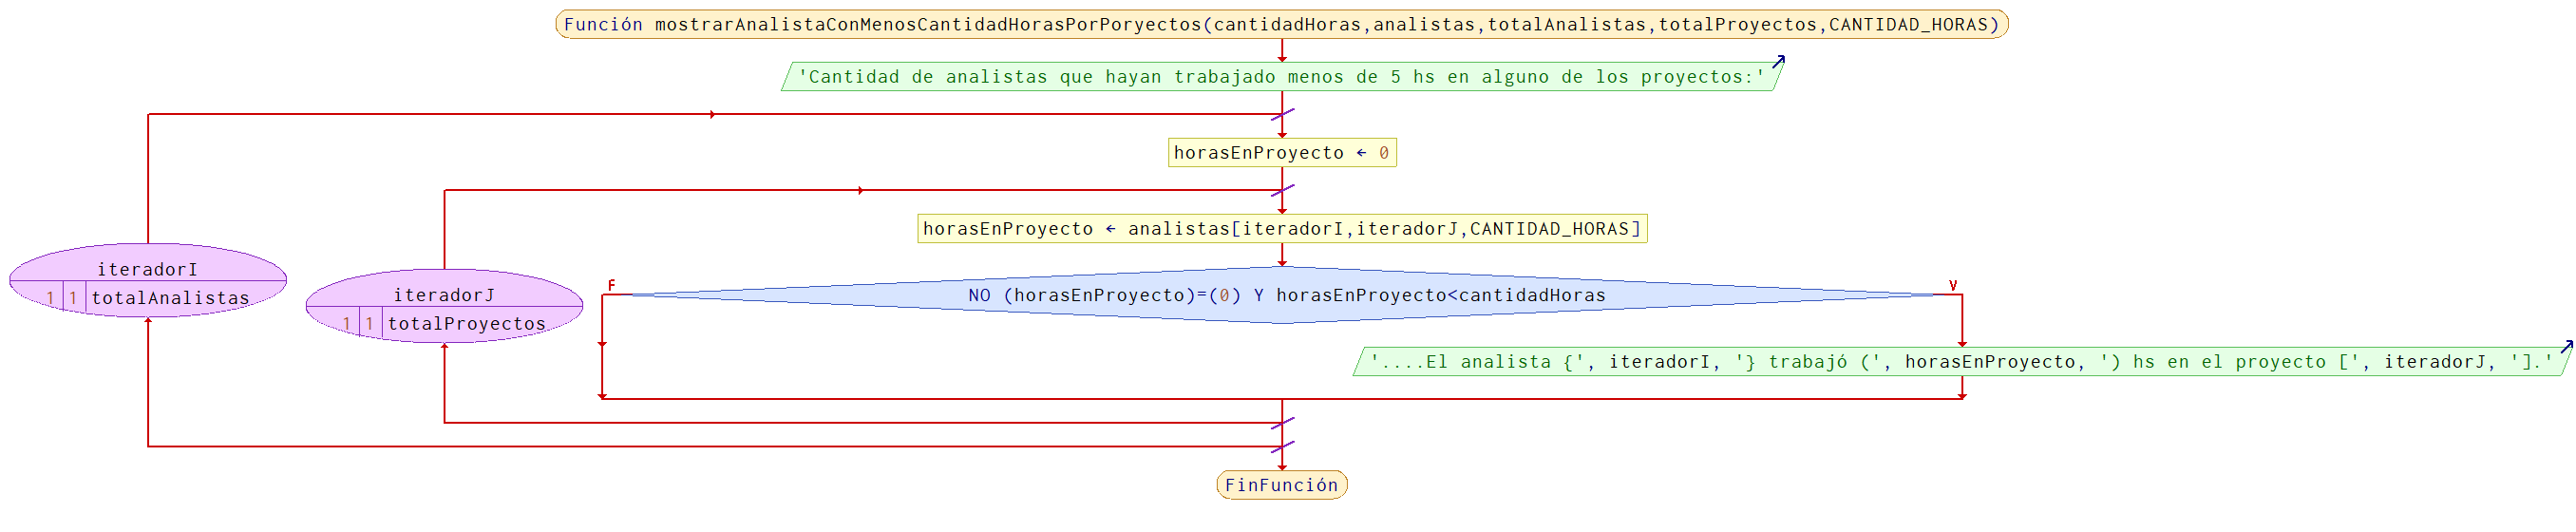 Función mostrarAnalistaConMenosCantidadHorasPorPoryectos(cantidadHoras,analistas,totalAnalistas,totalProyectos,CANTIDAD_HORAS)
'Cantidad de analistas que hayan trabajado menos de 5 hs en alguno de los proyectos:'
horasEnProyecto ← 0
horasEnProyecto ← analistas[iteradorI,iteradorJ,CANTIDAD_HORAS]
iteradorI
1 1 totalAnalistas
iteradorJ
1 1 totalProyectos
F
NO (horasEnProyecto)=(0) Y horasEnProyecto<cantidadHoras
V
'....El analista {', iteradorI, '} trabajó (', horasEnProyecto, ') hs en el proyecto [', iteradorJ, '].'
FinFunción